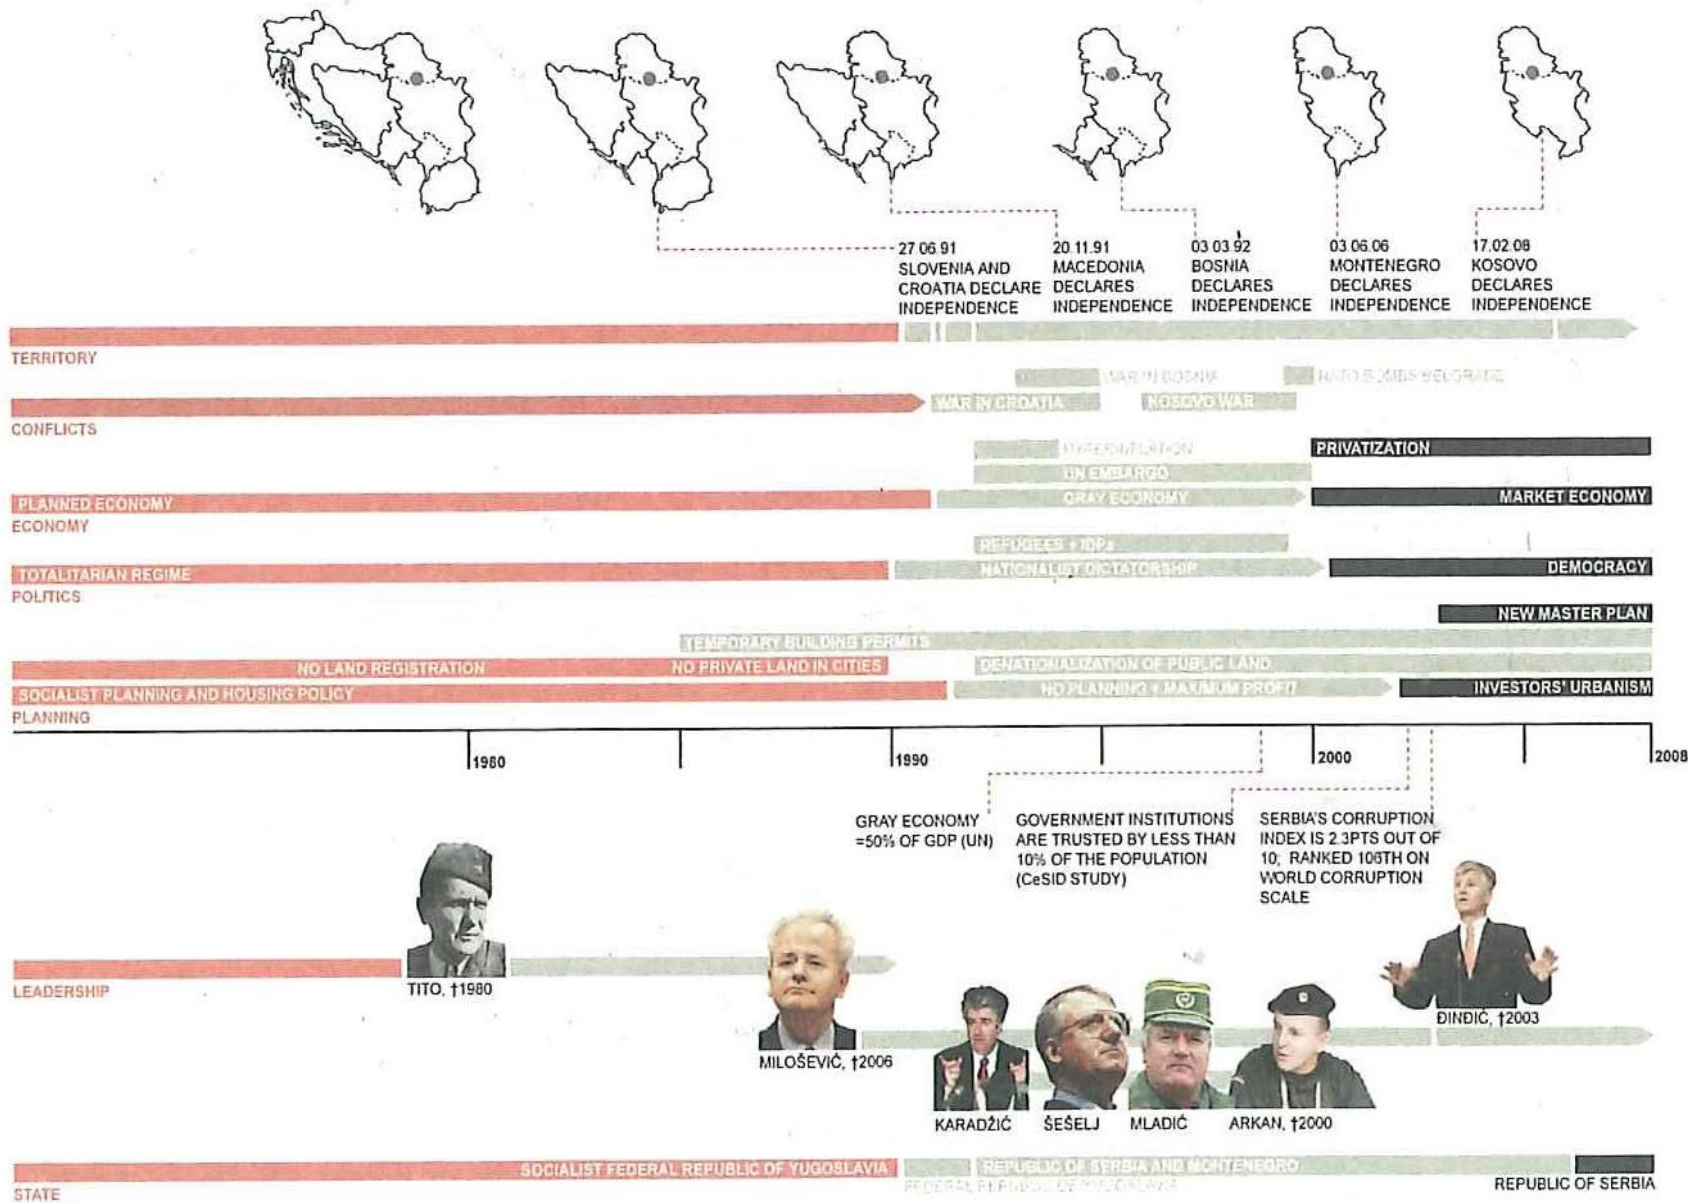 27.06.91
SLOVENIA AND
CROATIA DECLARE
INDEPENDENCE
20.11.91
MACEDONIA
DECLARES
INDEPENDENCE
03.03.92
BOSNIA
DECLARES
INDEPENDENCE
03.06.06
MONTENEGRO
DECLARES
INDEPENDENCE
17.02.08
KOSOVO
DECLARES
INDEPENDENCE
TERRITORY
WAR IN BOSNIA
NATO BOMBS BELGRADE
WAR IN CROATIA
KOSOVO WAR
CONFLICTS
HYPERINFLATION
PRIVATIZATION
UN EMBARGO
PLANNED ECONOMY
GRAY ECONOMY
MARKET ECONOMY
ECONOMY
REFUGEES + IDPs
TOTALITARIAN REGIME
NATIONALIST DICTATORSHIP
DEMOCRACY
POLITICS
NEW MASTER PLAN
TEMPORARY BUILDING PERMITS
NO LAND REGISTRATION
NO PRIVATE LAND IN CITIES
DENATIONALIZATION OF PUBLIC LAND
SOCIALIST PLANNING AND HOUSING POLICY
NO PLANNING + MAXIMUM PROFIT
INVESTORS' URBANISM
PLANNING
1980
1990
2000
2008
GRAY ECONOMY
=50% OF GDP (UN)
GOVERNMENT INSTITUTIONS
ARE TRUSTED BY LESS THAN
10% OF THE POPULATION
(CeSID STUDY)
SERBIA'S CORRUPTION
INDEX IS 2.3PTS OUT OF
10; RANKED 106TH ON
WORLD CORRUPTION
SCALE
LEADERSHIP
TITO, †1980
MILOŠEVIĆ, †2006
ĐINĐIĆ, †2003
KARADŽIĆ
ŠEŠELJ
MLADIĆ
ARKAN, †2000
SOCIALIST FEDERAL REPUBLIC OF YUGOSLAVIA
REPUBLIC OF SERBIA AND MONTENEGRO
FEDERAL REPUBLIC OF YUGOSLAVIA
REPUBLIC OF SERBIA
STATE